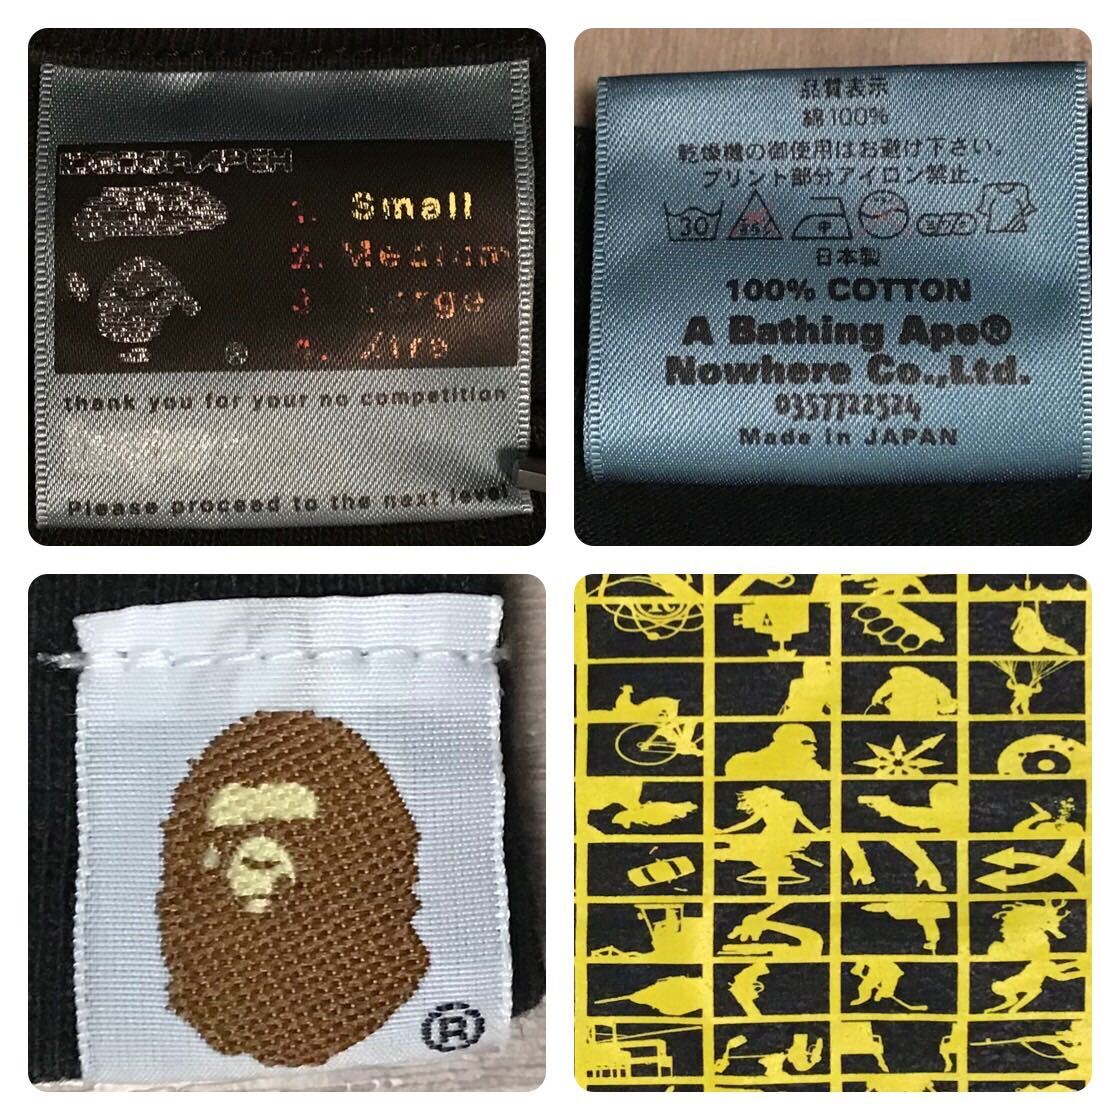 1. Small
2. Medium
3. Large
thank you for your no competition
Please proceed to the next level
品質表示
綿100%
乾燥機の御使用はお避け下さい。
プリント部分アイロン禁止。
30
日本製
100% COTTON
A Bathing Ape®
Nowhere Co.,Ltd.
0357722524
Made in JAPAN
®